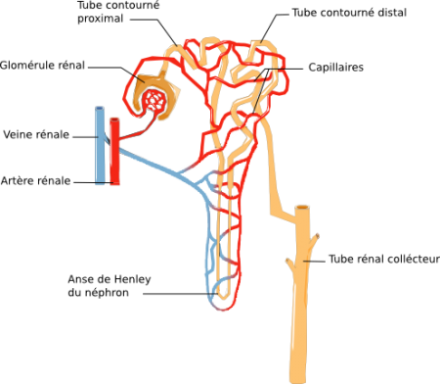 Tube contourné
proximal
Tube contourné distal
Glomérule rénal
Capillaires
Veine rénale
Artère rénale
Tube rénal collécteur
Anse de Henley
du néphron